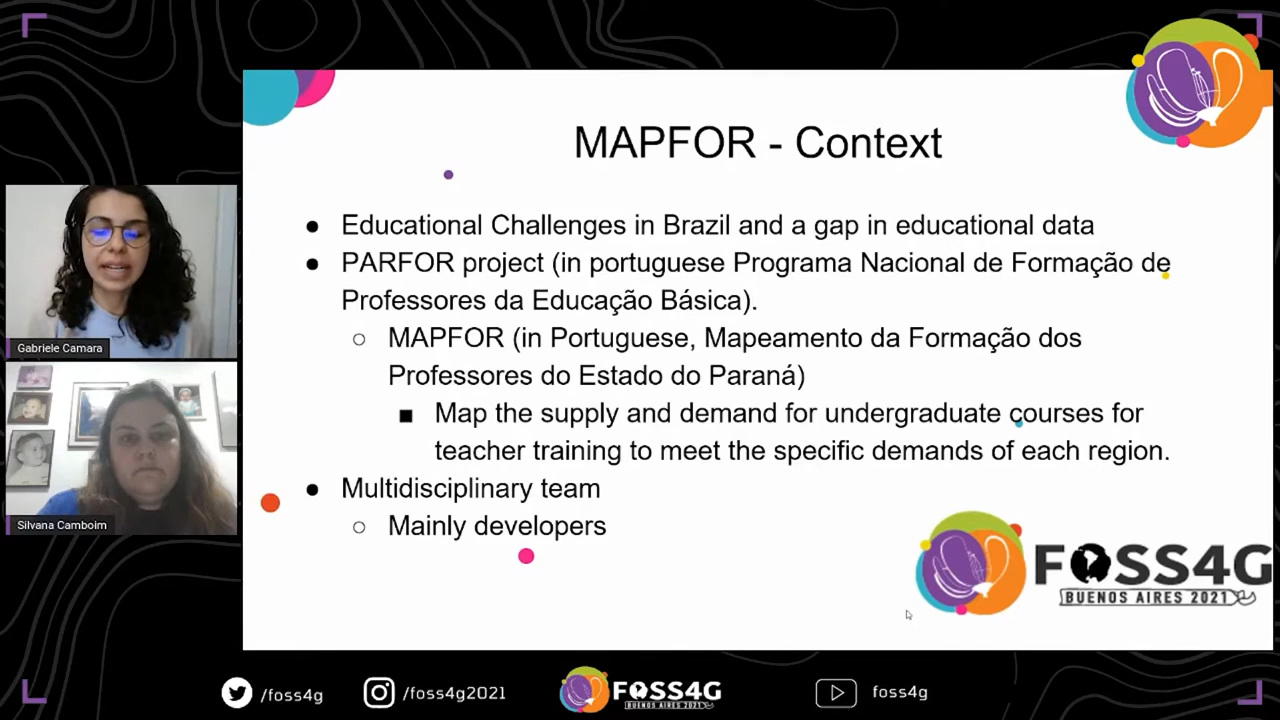 MAPFOR - Context
● Educational Challenges in Brazil and a gap in educational data
● PARFOR project (in portuguese Programa Nacional de Formação de
Professores da Educação Básica).
○ MAPFOR (in Portuguese, Mapeamento da Formação dos
Professores do Estado do Paraná)
■ Map the supply and demand for undergraduate courses for
teacher training to meet the specific demands of each region.
● Multidisciplinary team
○ Mainly developers
Gabriele Camara
Silvana Camboim
FOSS4G
BUENOS AIRES 2021
/foss4g
/foss4g2021
FOSS4G
BUENOS AIRES 2021
foss4g